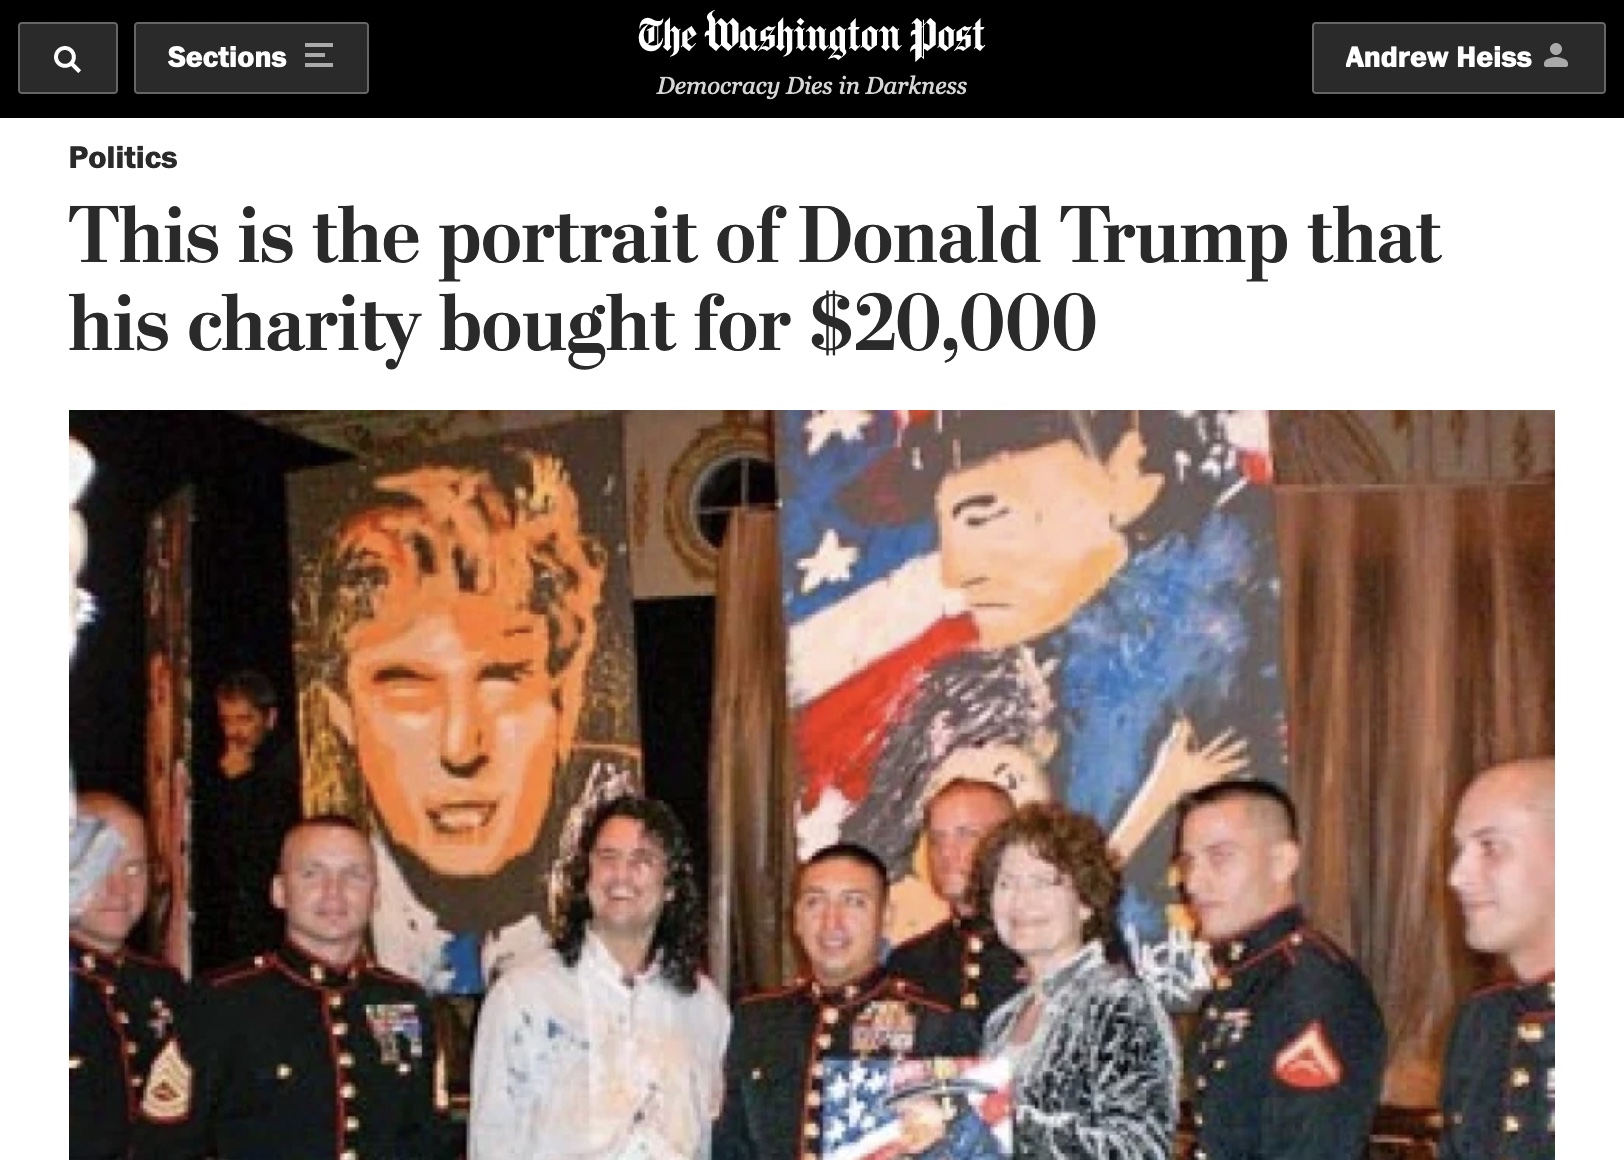 Sections
The Washington Post
Democracy Dies in Darkness
Andrew Heiss
Politics
This is the portrait of Donald Trump that
his charity bought for $20,000